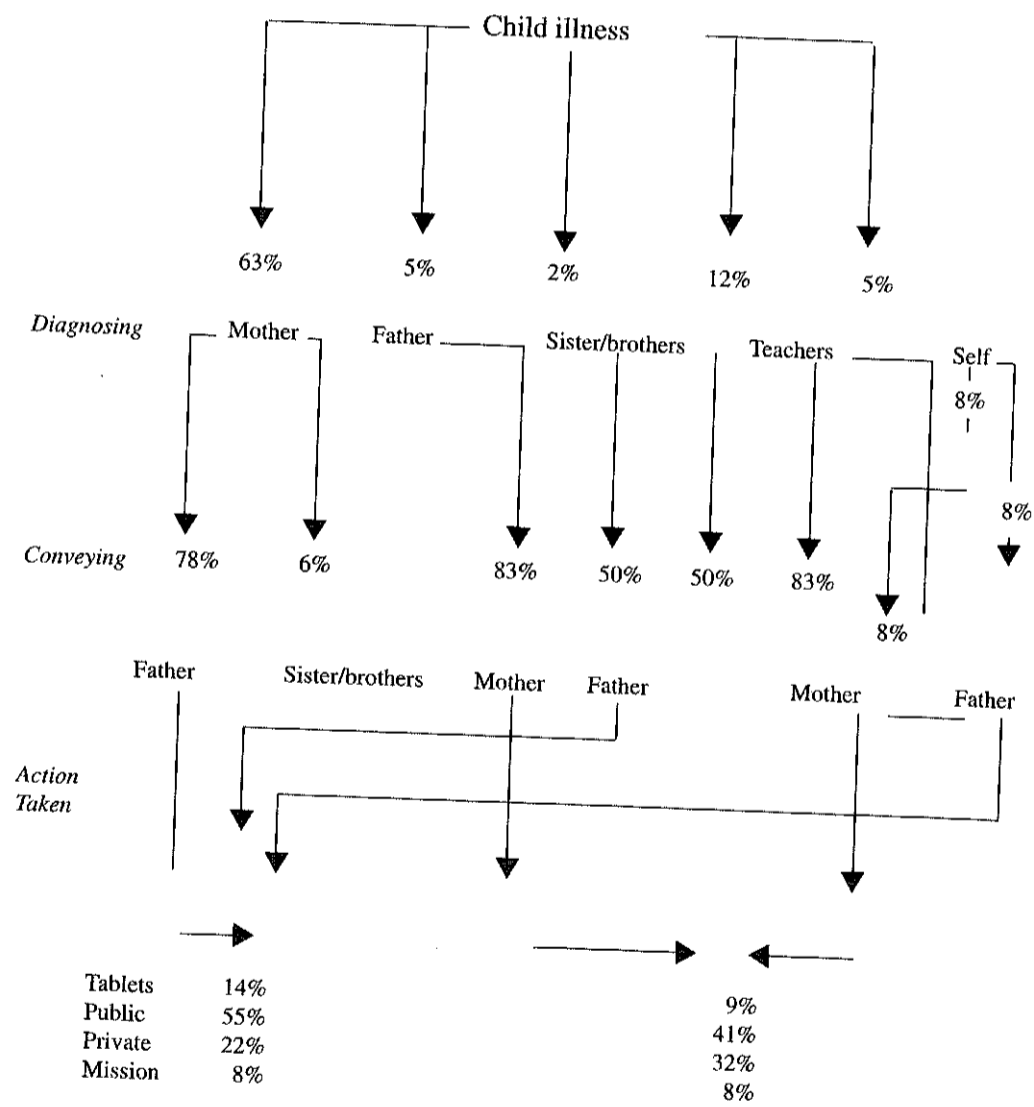 Child illness
63% 5% 2% 12% 5%
Diagnosing Mother Father Sister/brothers Teachers Self
8%
8%
Conveying 78% 6% 83% 50% 50% 83%
8%
Father Sister/brothers Mother Father Mother Father
Action
Taken
Tablets 14% 9%
Public 55% 41%
Private 22% 32%
Mission 8% 8%